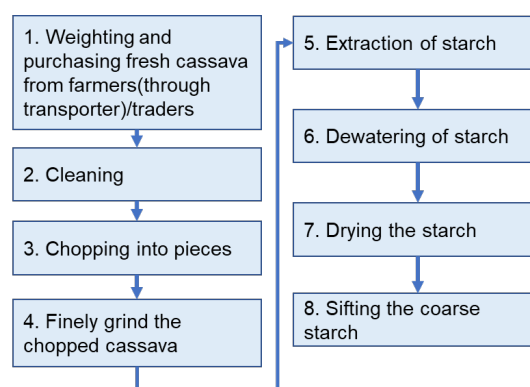 1. Weighting and
purchasing fresh cassava
from farmers(through
transporter)/traders
2. Cleaning
3. Chopping into pieces
4. Finely grind the
chopped cassava
5. Extraction of starch
6. Dewatering of starch
7. Drying the starch
8. Sifting the coarse
starch